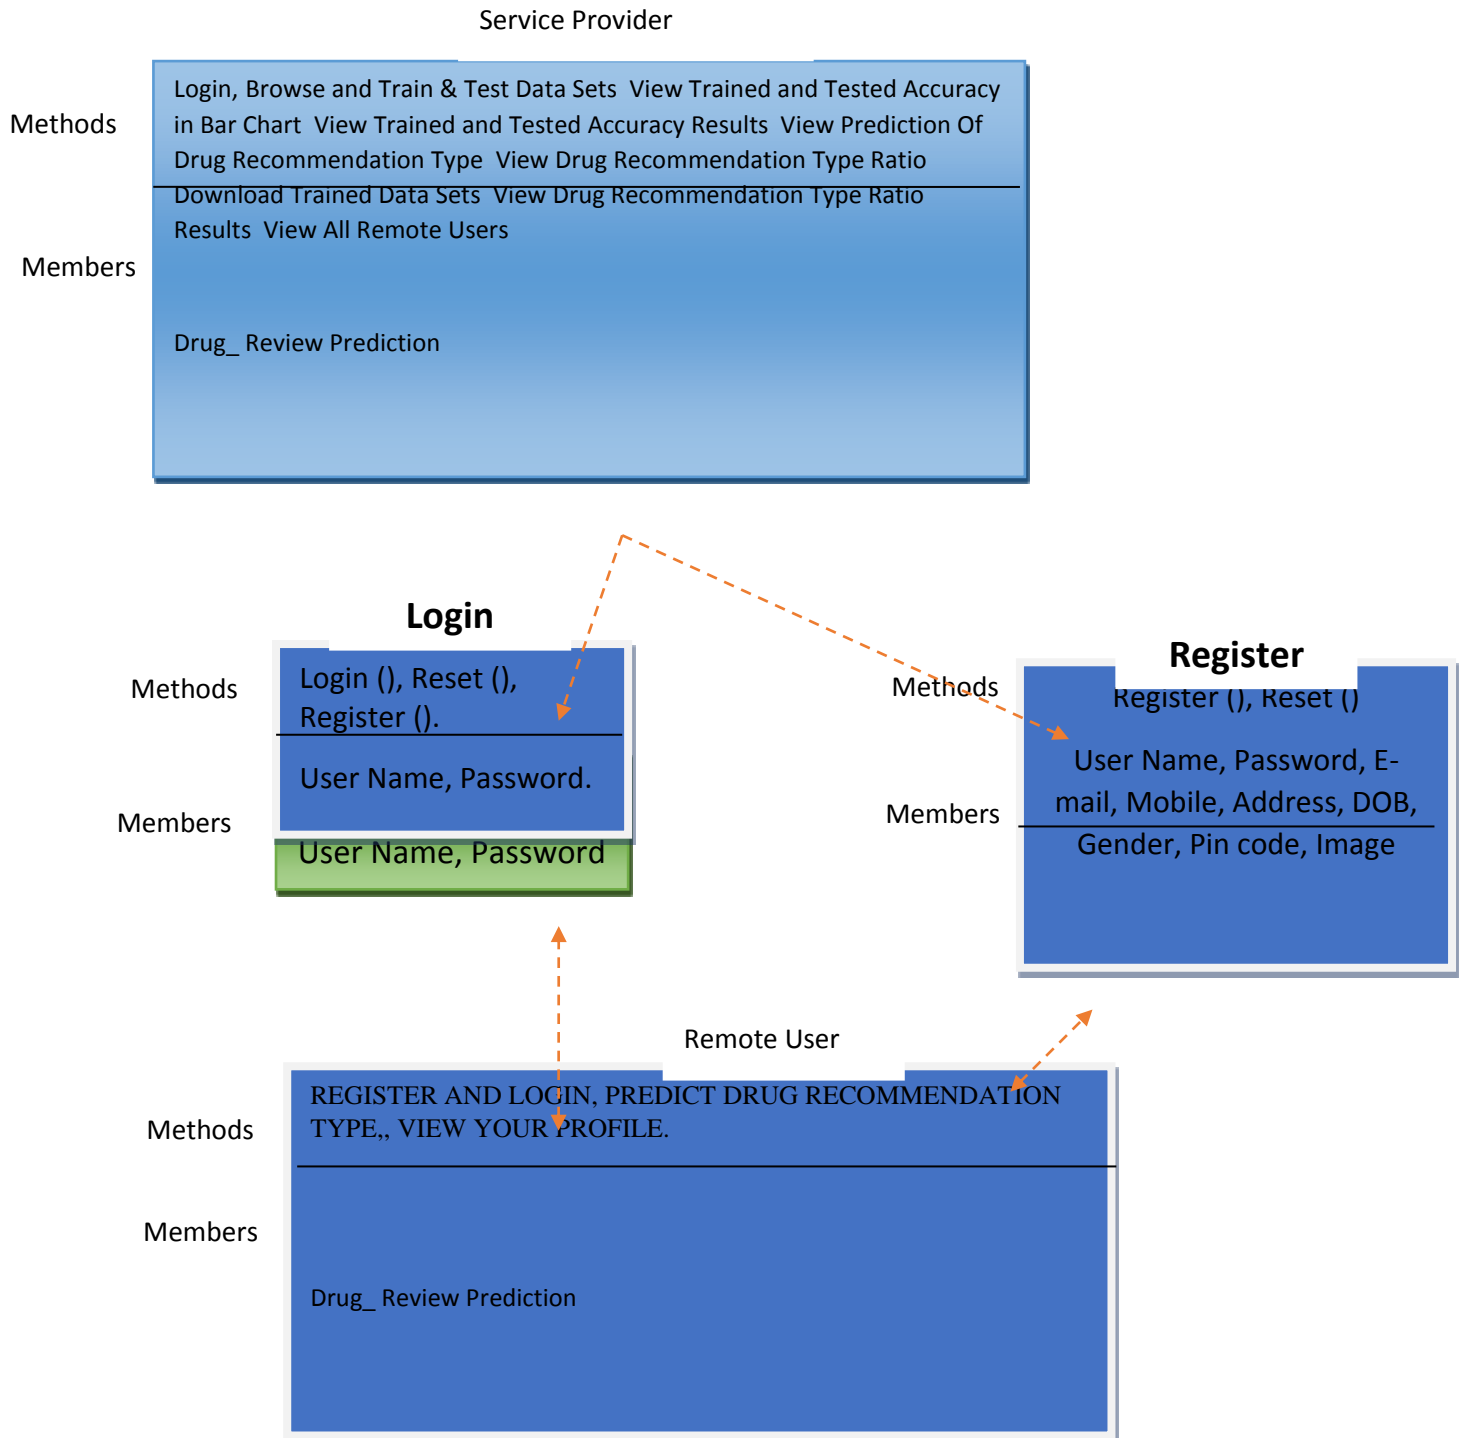 Service Provider
Methods
Login, Browse and Train & Test Data Sets  View Trained and Tested Accuracy
in Bar Chart  View Trained and Tested Accuracy Results  View Prediction Of
Drug Recommendation Type  View Drug Recommendation Type Ratio
Download Trained Data Sets  View Drug Recommendation Type Ratio
Results  View All Remote Users
Members
Drug_ Review Prediction
Login
Methods
Login (), Reset (),
Register ().
Members
User Name, Password.
User Name, Password
Register
Methods
Register (), Reset ()
Members
User Name, Password, E-
mail, Mobile, Address, DOB,
Gender, Pin code, Image
Remote User
Methods
REGISTER AND LOGIN, PREDICT DRUG RECOMMENDATION
TYPE,, VIEW YOUR PROFILE.
Members
Drug_ Review Prediction